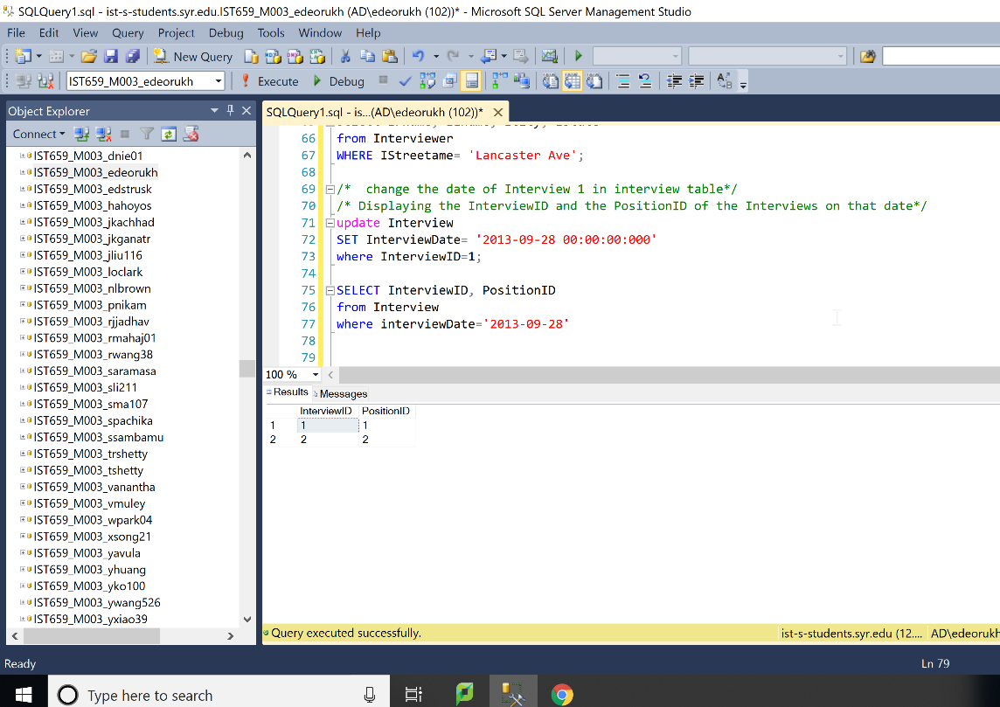 SQLQuery1.sql - ist-s-students.syr.edu.IST659_M003_edeorukh (AD\edeorukh (102))* - Microsoft SQL Server Management Studio
File Edit View Query Project Debug Tools Window Help
New Query
IST659_M003_edeorukh Execute Debug
Object Explorer
Connect
IST659_M003_dnie01
IST659_M003_edeorukh
IST659_M003_edstrusk
IST659_M003_hahoyos
IST659_M003_jkachhad
IST659_M003_jkganatr
IST659_M003_jliu116
IST659_M003_loclark
IST659_M003_nlbrown
IST659_M003_pnikam
IST659_M003_rjjadhav
IST659_M003_rmahaj01
IST659_M003_rwang38
IST659_M003_saramasa
IST659_M003_sli211
IST659_M003_sma107
IST659_M003_spachika
IST659_M003_ssambamu
IST659_M003_trshetty
IST659_M003_tshetty
IST659_M003_vanantha
IST659_M003_vmuley
IST659_M003_wpark04
IST659_M003_xsong21
IST659_M003_yavula
IST659_M003_yhuang
IST659_M003_yko100
IST659_M003_ywang526
IST659_M003_yxiao39
SQLQuery1.sql - is...(AD\edeorukh (102))*
66 from Interviewer
67 WHERE IStreetame= 'Lancaster Ave';
68
69 /*  change the date of Interview 1 in interview table*/
70 /* Displaying the InterviewID and the PositionID of the Interviews on that date*/
71 update Interview
72 SET InterviewDate= '2013-09-28 00:00:00:000'
73 where InterviewID=1;
74
75 SELECT InterviewID, PositionID
76 from Interview
77 where interviewDate='2013-09-28'
78
79
100 %
Results Messages
InterviewID PositionID
1 1 1
2 2 2
Query executed successfully. ist-s-students.syr.edu (12.... AD\edeorukh
Ready Ln 79
Type here to search